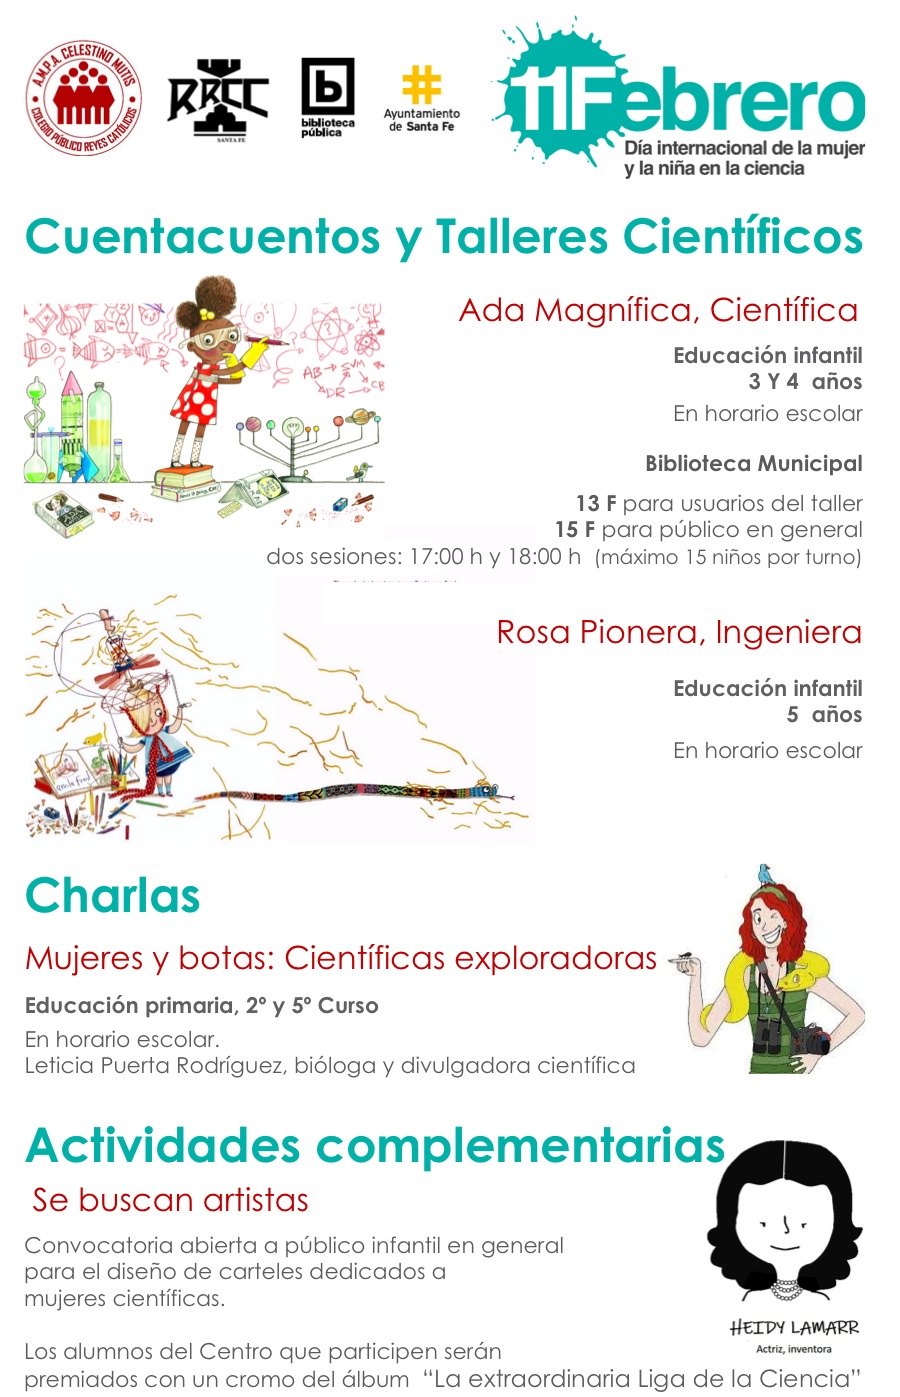 A.M.P.A. CELESTINO MUTIS
COLEGIO PÚBLICO REYES CATÓLICOS
RRCC
SANTA FE
b
biblioteca
pública
Ayuntamiento
de Santa Fe
11Febrero
Día internacional de la mujer
y la niña en la ciencia
Cuentacuentos y Talleres Científicos
Ada Magnífica, Científica
Educación infantil
3 Y 4 años
En horario escolar
Biblioteca Municipal
13 F para usuarios del taller
15 F para público en general
dos sesiones: 17:00 h y 18:00 h (máximo 15 niños por turno)
Rosa Pionera, Ingeniera
Educación infantil
5 años
En horario escolar
uncle Fred
Charlas
Mujeres y botas: Científicas exploradoras
Educación primaria, 2º y 5º Curso
En horario escolar.
Leticia Puerta Rodríguez, bióloga y divulgadora científica
Actividades complementarias
Se buscan artistas
Convocatoria abierta a público infantil en general
para el diseño de carteles dedicados a
mujeres científicas.
HEIDY LAMARR
Actriz, inventora
Los alumnos del Centro que participen serán
premiados con un cromo del álbum “La extraordinaria Liga de la Ciencia”